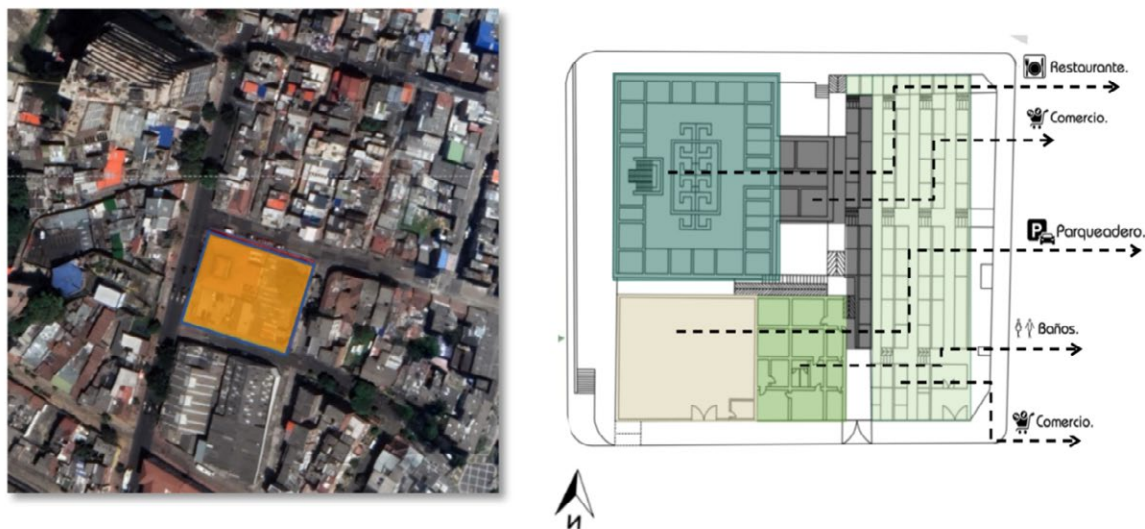 Restaurante.
Comercio.
P
Parqueadero.
Baños.
Comercio.
N